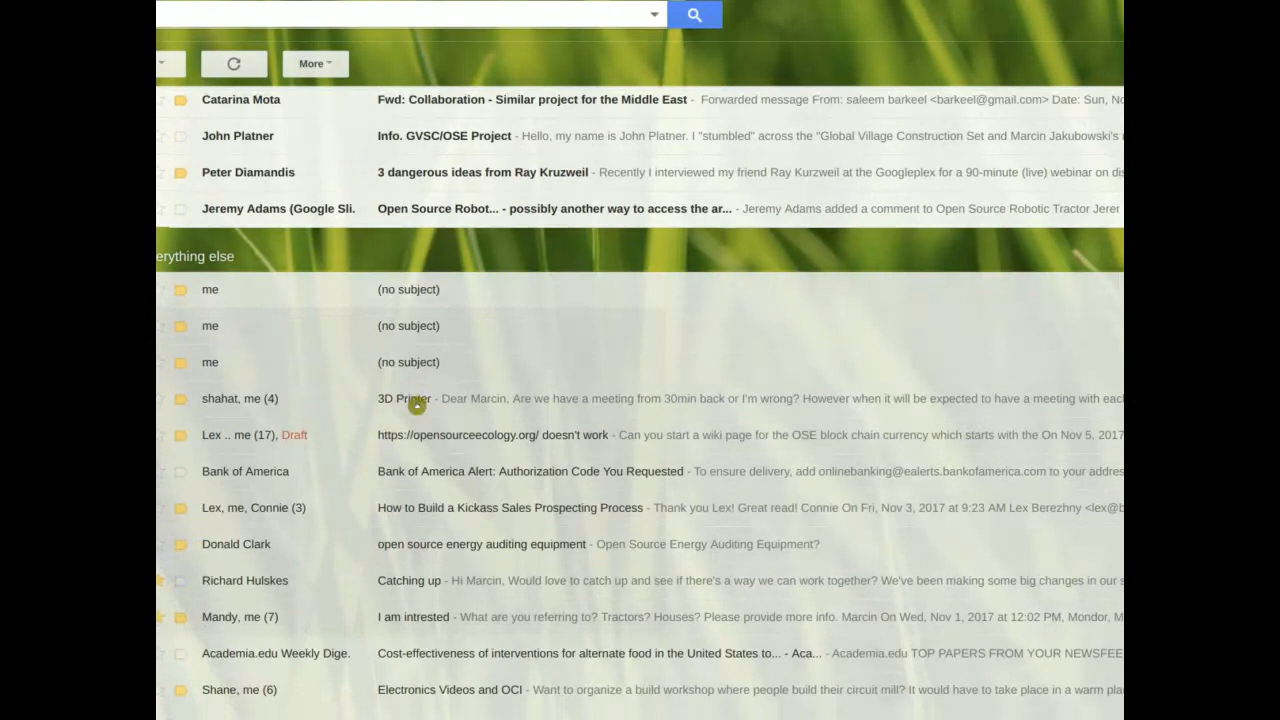 More
Catarina Mota Fwd: Collaboration - Similar project for the Middle East - Forwarded message From: saleem barkeel <barkeel@gmail.com> Date: Sun, No
John Platner Info. GVSC/OSE Project - Hello, my name is John Platner. I "stumbled" across the "Global Village Construction Set and Marcin Jakubowski's
Peter Diamandis 3 dangerous ideas from Ray Kruzweil - Recently I interviewed my friend Ray Kurzweil at the Googleplex for a 90-minute (live) webinar on dis
Jeremy Adams (Google Sli. Open Source Robot... - possibly another way to access the ar... - Jeremy Adams added a comment to Open Source Robotic Tractor Jerer
erything else
me (no subject)
me (no subject)
me (no subject)
shahat, me (4) 3D Printer - Dear Marcin, Are we have a meeting from 30min back or I'm wrong? However when it will be expected to have a meeting with eac
Lex .. me (17), Draft https://opensourceecology.org/ doesn't work - Can you start a wiki page for the OSE block chain currency which starts with the On Nov 5, 2017
Bank of America Bank of America Alert: Authorization Code You Requested - To ensure delivery, add onlinebanking@ealerts.bankofamerica.com to your addres
Lex, me, Connie (3) How to Build a Kickass Sales Prospecting Process - Thank you Lex! Great read! Connie On Fri, Nov 3, 2017 at 9:23 AM Lex Berezhny <lex@b
Donald Clark open source energy auditing equipment - Open Source Energy Auditing Equipment?
Richard Hulskes Catching up - Hi Marcin, Would love to catch up and see if there's a way we can work together? We've been making some big changes in our s
Mandy, me (7) I am intrested - What are you referring to? Tractors? Houses? Please provide more info. Marcin On Wed, Nov 1, 2017 at 12:02 PM, Mondor, M
Academia.edu Weekly Dige. Cost-effectiveness of interventions for alternate food in the United States to... - Aca... - Academia.edu TOP PAPERS FROM YOUR NEWSFEE
Shane, me (6) Electronics Videos and OCI - Want to organize a build workshop where people build their circuit mill? It would have to take place in a warm pla